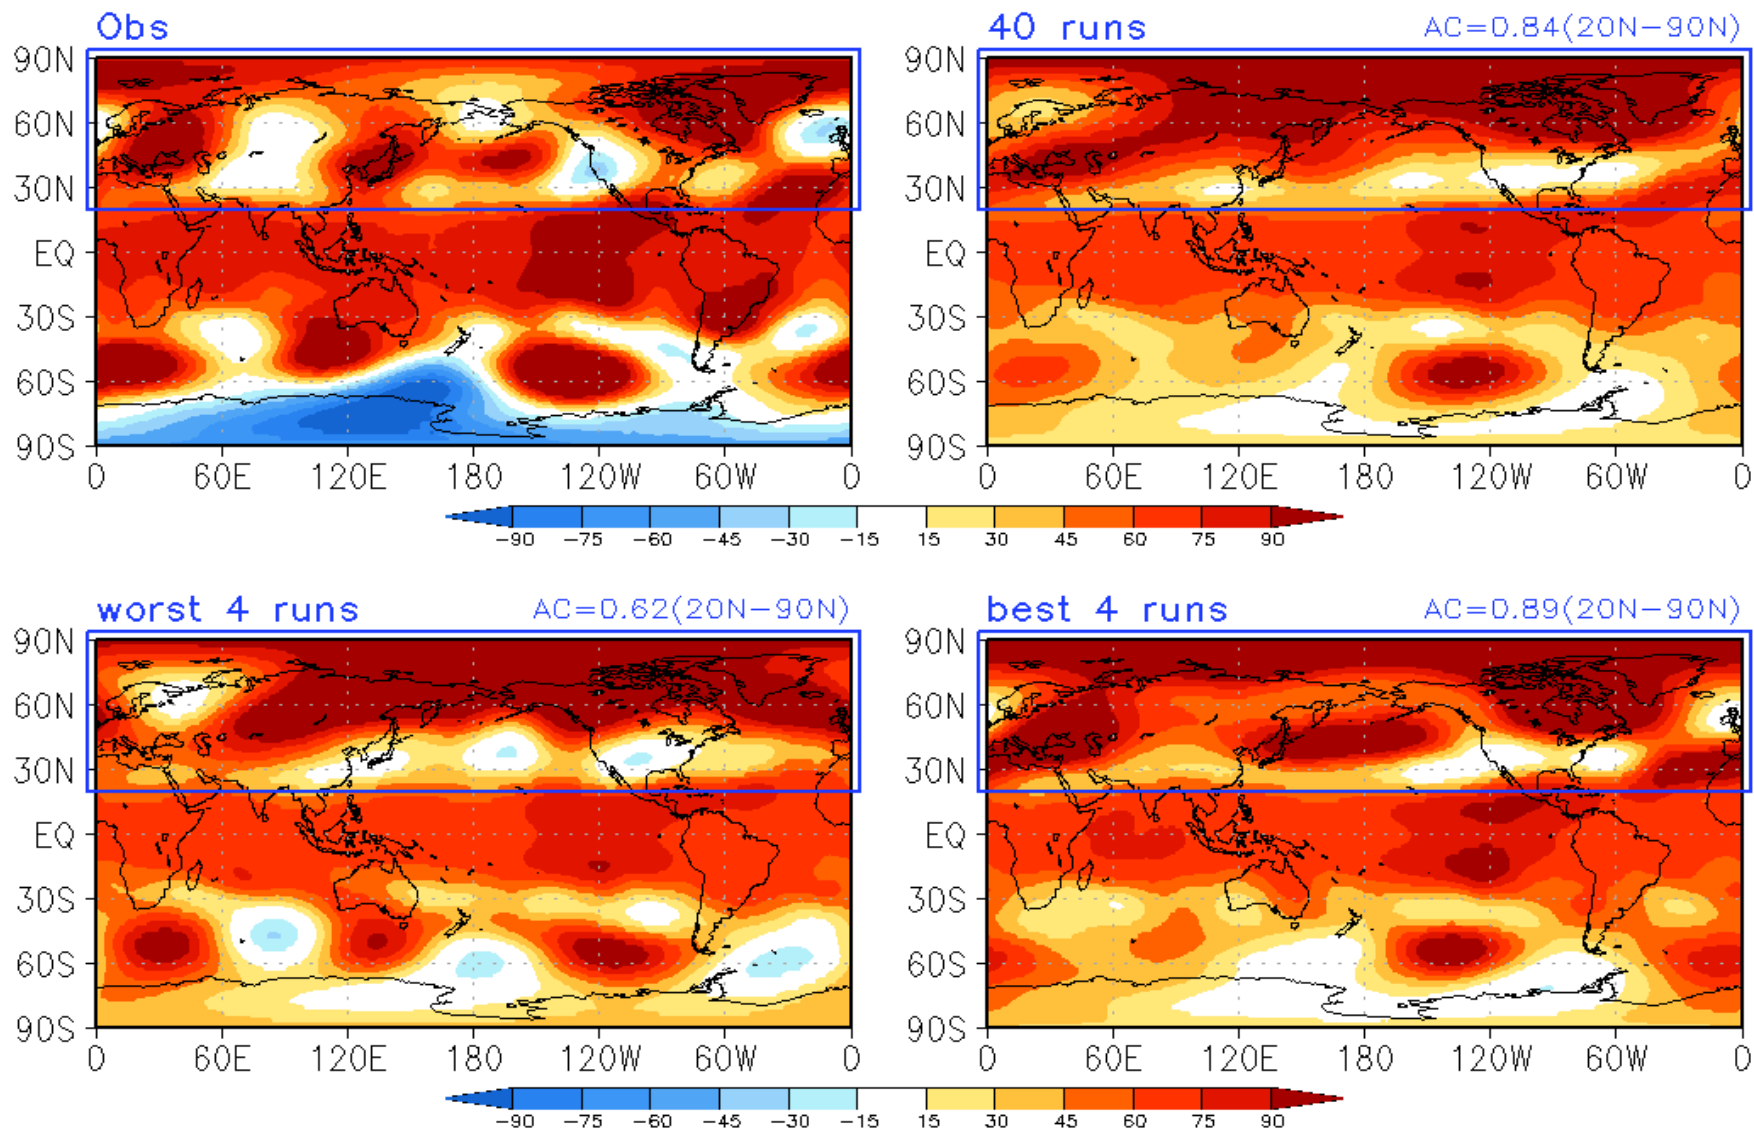 Obs
40 runs AC=0.84(20N-90N)
90N 90N
60N 60N
30N 30N
EQ EQ
30S 30S
60S 60S
90S 90S
0 60E 120E 180 120W 60W 0 0 60E 120E 180 120W 60W 0
-90 -75 -60 -45 -30 -15 15 30 45 60 75 90
worst 4 runs AC=0.62(20N-90N) best 4 runs AC=0.89(20N-90N)
90N 90N
60N 60N
30N 30N
EQ EQ
30S 30S
60S 60S
90S 90S
0 60E 120E 180 120W 60W 0 0 60E 120E 180 120W 60W 0
-90 -75 -60 -45 -30 -15 15 30 45 60 75 90